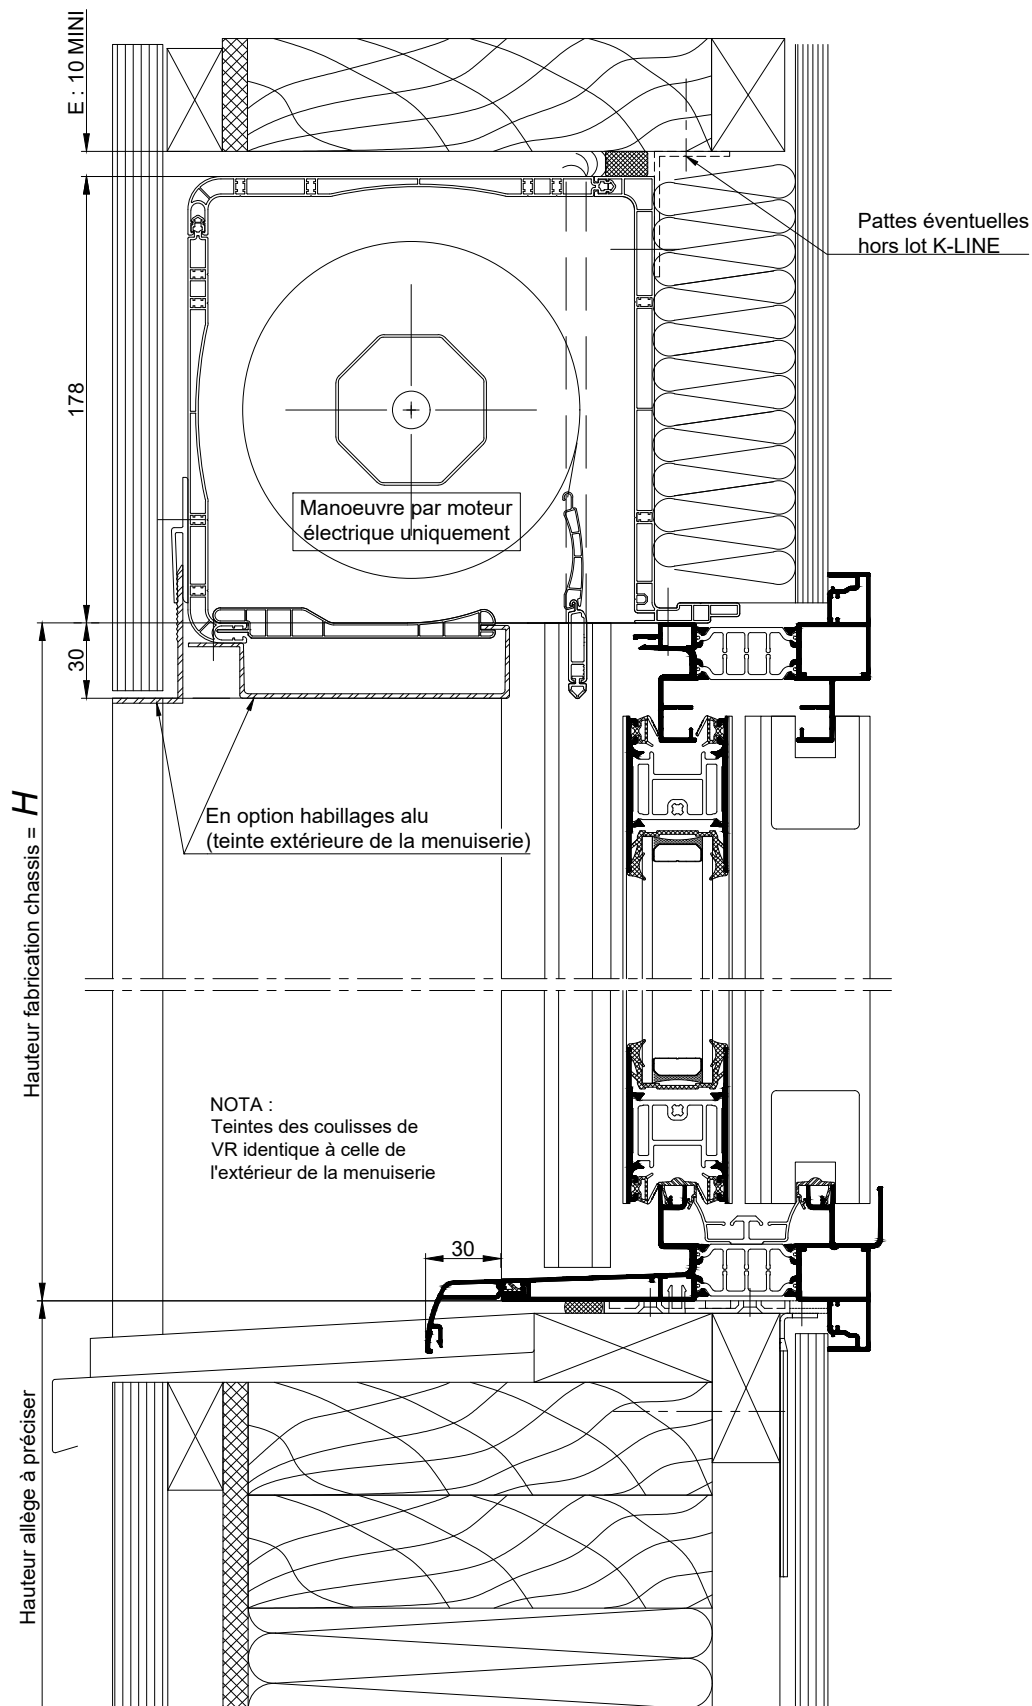 E : 10 MINI
Pattes éventuelles
hors lot K-LINE
178
Manoeuvre par moteur
électrique uniquement
30
En option habillages alu
(teinte extérieure de la menuiserie)
Hauteur fabrication chassis = H
NOTA :
Teintes des coulisses de
VR identique à celle de
l'extérieur de la menuiserie
30
Hauteur allège à préciser